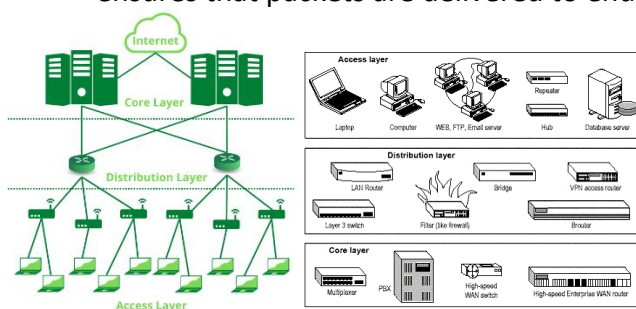 ensures that packets are delivered to end
Internet
Core Layer
Distribution Layer
Access Layer
Access layer
Laptop
Computer
WEB, FTP, Email server
Repeater
Hub
Database server
Distribution layer
LAN Router
Bridge
VPN access router
Layer 3 switch
Filter (like firewall)
Brouter
Core layer
Multiplexer
PBX
High-speed
WAN switch
High-speed Enterprise WAN router